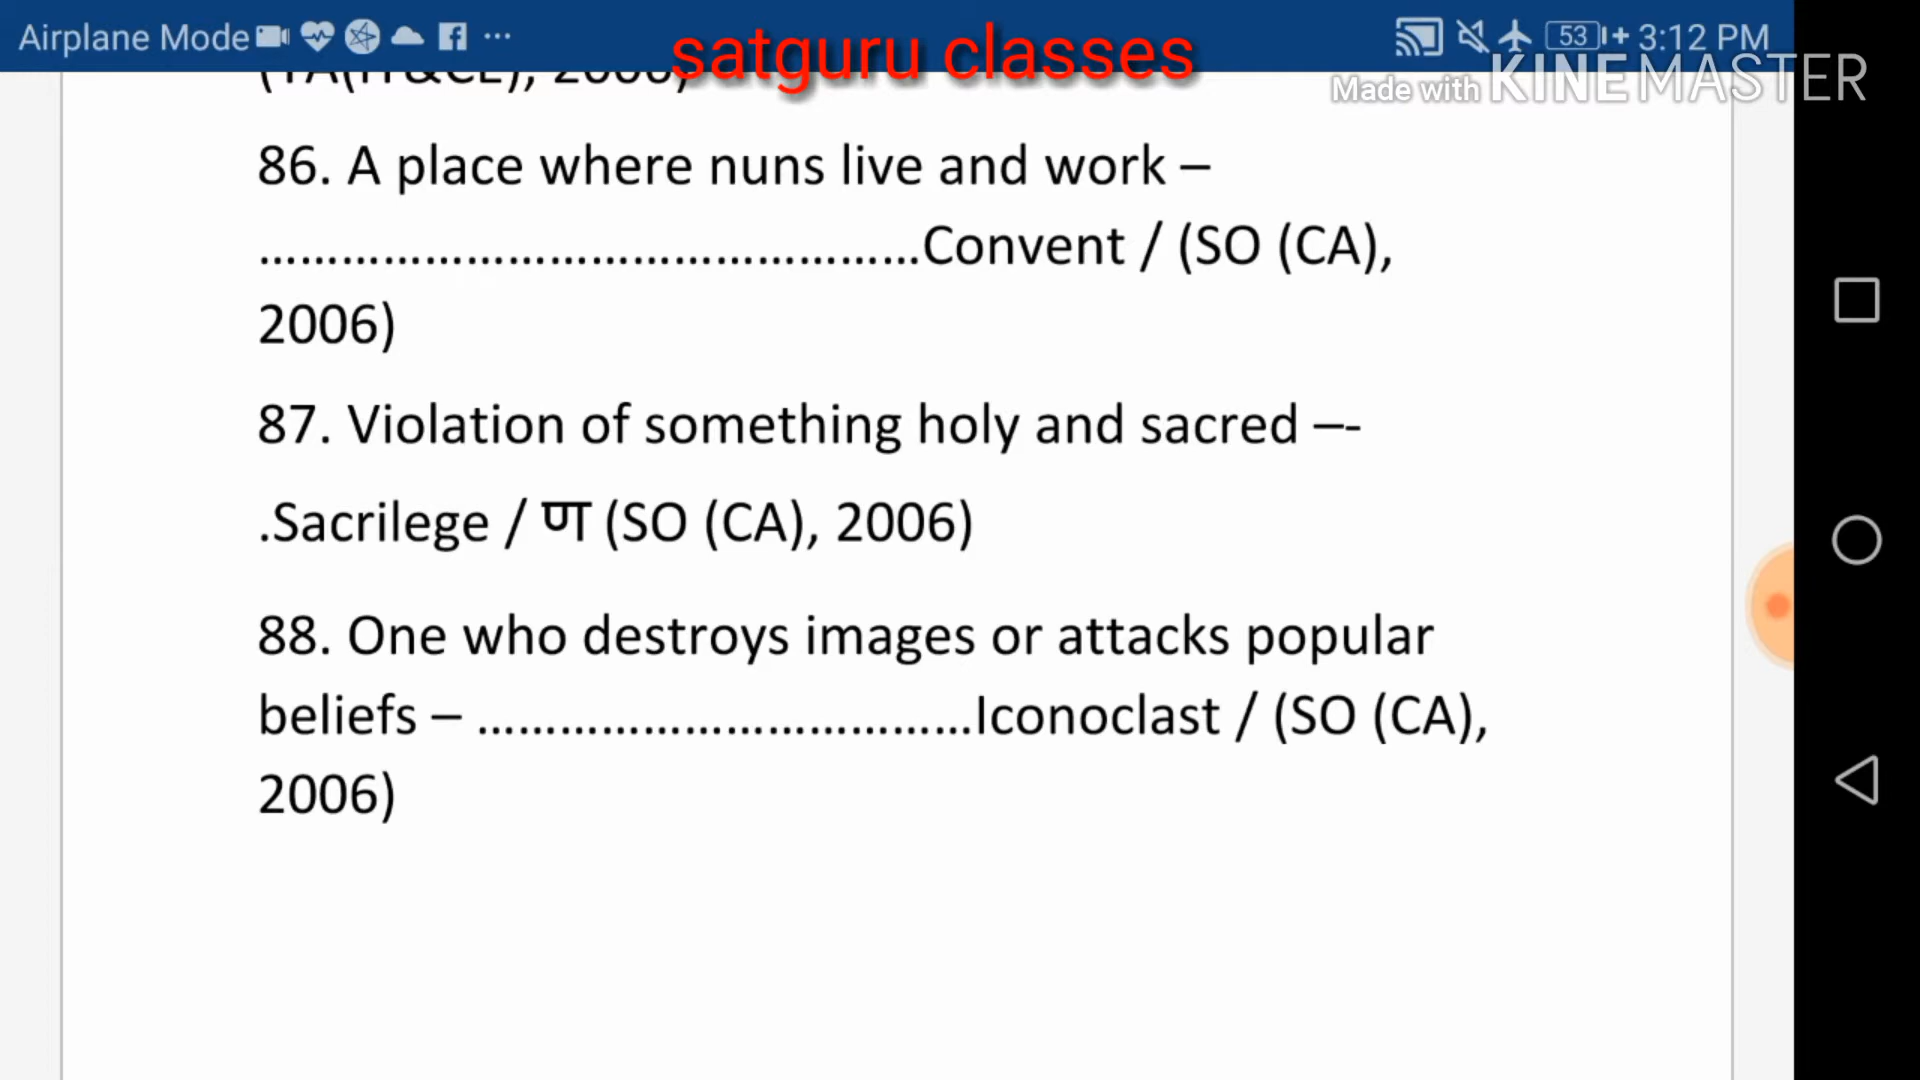 Airplane Mode ... 53 3:12 PM
satguru classes
Made with KINEMASTER
86. A place where nuns live and work –
................................................Convent / (SO (CA),
2006)
87. Violation of something holy and sacred –-
.Sacrilege / ण (SO (CA), 2006)
88. One who destroys images or attacks popular
beliefs – ....................................Iconoclast / (SO (CA),
2006)